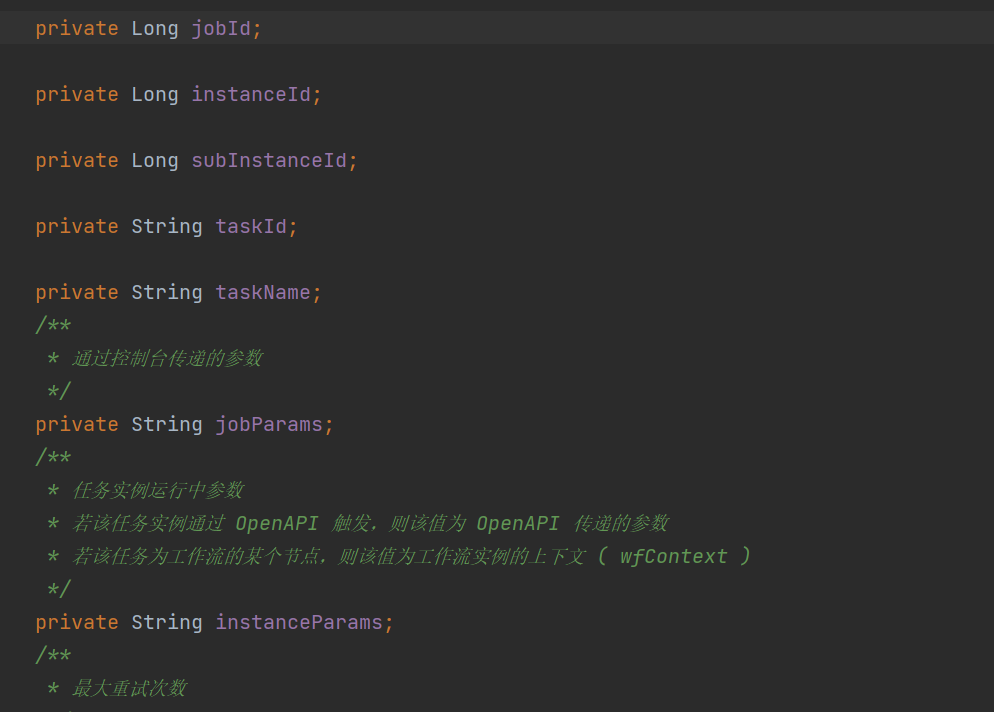 private Long jobId;
private Long instanceId;
private Long subInstanceId;
private String taskId;
private String taskName;
/**
* 通过控制台传递的参数
*/
private String jobParams;
/**
* 任务实例运行中参数
* 若该任务实例通过 OpenAPI 触发，则该值为 OpenAPI 传递的参数
* 若该任务为工作流的某个节点，则该值为工作流实例的上下文 ( wfContext )
*/
private String instanceParams;
/**
* 最大重试次数